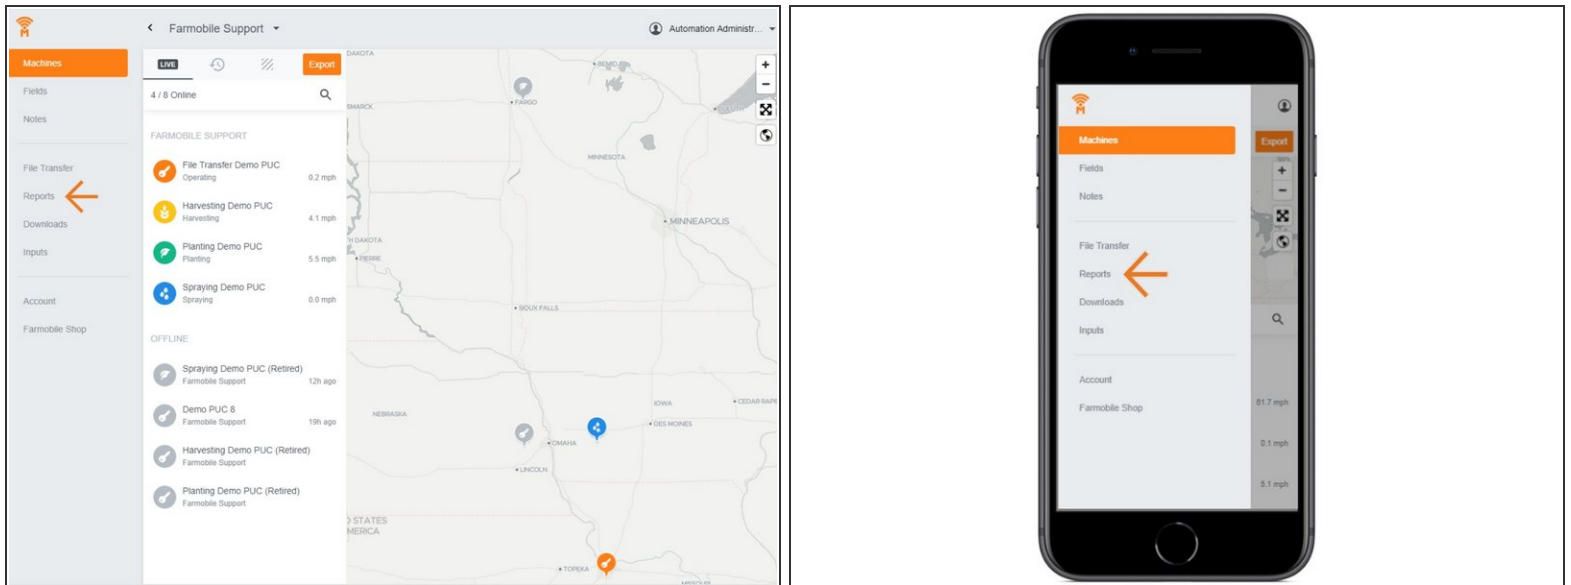 Farmobile Support
Automation Administr...
Machines
Fields
Notes
File Transfer
Reports
Downloads
Inputs
Account
Farmobile Shop
LIVE
Export
4 / 8 Online
FARMOBILE SUPPORT
File Transfer Demo PUC
Operating
0.2 mph
Harvesting Demo PUC
Harvesting
4.1 mph
Planting Demo PUC
Planting
5.5 mph
Spraying Demo PUC
Spraying
0.0 mph
OFFLINE
Spraying Demo PUC (Retired)
Farmobile Support
12h ago
Demo PUC 8
Farmobile Support
19h ago
Harvesting Demo PUC (Retired)
Farmobile Support
Planting Demo PUC (Retired)
Farmobile Support
DAKOTA
BEMIDJI
FARGO
SMARCK
MINNESOTA
MINNEAPOLIS
H DAKOTA
PIERRE
SIOUX FALLS
IOWA
CEDAR RAPI
NEBRASKA
DES MOINES
OMAHA
LINCOLN
STATES
MERICA
TOPEKA
+
−
M
Machines
Fields
Notes
File Transfer
Reports
Downloads
Inputs
Account
Farmobile Shop
Export
+
−
81.7 mph
0.1 mph
5.1 mph